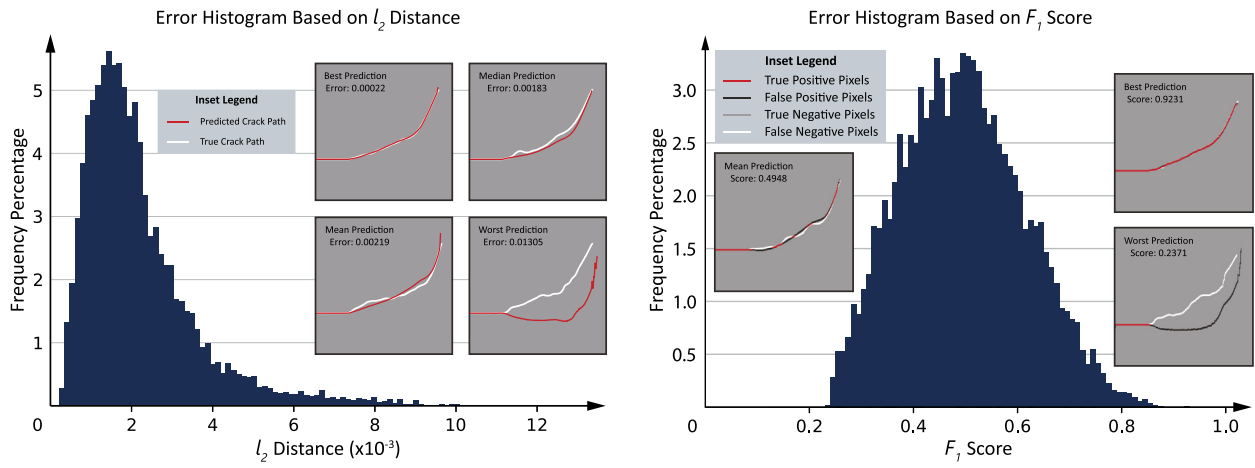 Error Histogram Based on l2 Distance
Frequency Percentage
5
4
3
2
1
0
2
4
6
8
10
12
l2 Distance (x10-3)
Inset Legend
Predicted Crack Path
True Crack Path
Best Prediction
Error: 0.00022
Median Prediction
Error: 0.00183
Mean Prediction
Error: 0.00219
Worst Prediction
Error: 0.01305
Error Histogram Based on F1 Score
Frequency Percentage
3.0
2.5
2.0
1.5
1.0
0.5
0
0.2
0.4
0.6
0.8
1.0
F1 Score
Inset Legend
True Positive Pixels
False Positive Pixels
True Negative Pixels
False Negative Pixels
Mean Prediction
Score: 0.4948
Best Prediction
Score: 0.9231
Worst Prediction
Score: 0.2371